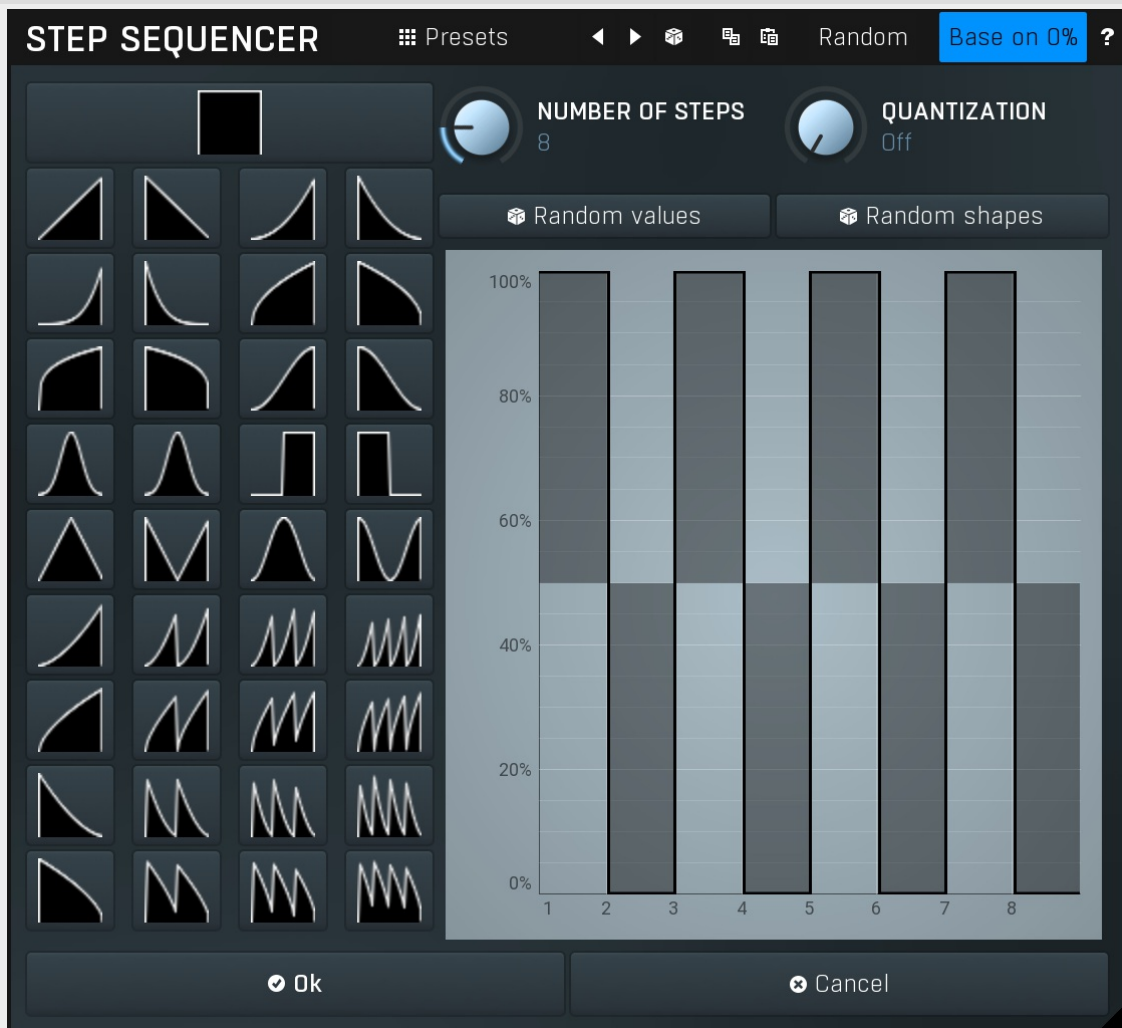 STEP SEQUENCER Presets Random Base on 0% ?
NUMBER OF STEPS
8
QUANTIZATION
Off
Random values Random shapes
100%
80%
60%
40%
20%
0%
1 2 3 4 5 6 7 8
Ok Cancel